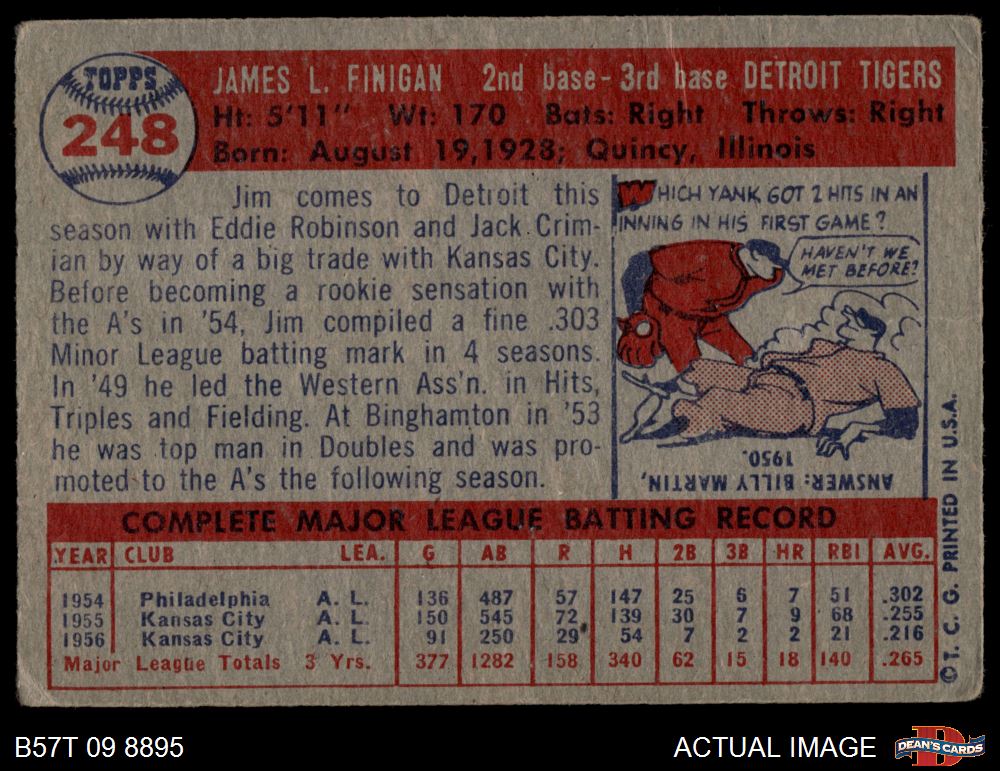 TOPPS
248
JAMES L. FINIGAN 2nd base - 3rd base DETROIT TIGERS
Ht: 5'11" Wt: 170 Bats: Right Throws: Right
Born: August 19, 1928; Quincy, Illinois
Jim comes to Detroit this
season with Eddie Robinson and Jack Crim-
ian by way of a big trade with Kansas City.
Before becoming a rookie sensation with
the A's in '54, Jim compiled a fine .303
Minor League batting mark in 4 seasons.
In '49 he led the Western Ass'n. in Hits,
Triples and Fielding. At Binghamton in '53
he was top man in Doubles and was pro-
moted to the A's the following season.
WHICH YANK GOT 2 HITS IN AN
INNING IN HIS FIRST GAME?
HAVEN'T WE
MET BEFORE?
ANSWER: BILLY MARTIN,
1950.
COMPLETE MAJOR LEAGUE BATTING RECORD
YEAR CLUB LEA. G AB R H 2B 3B HR RBI AVG.
1954 Philadelphia A. L. 136 487 57 147 25 6 7 51 .302
1955 Kansas City A. L. 150 545 72 139 30 7 9 68 .255
1956 Kansas City A. L. 91 250 29 54 7 2 2 21 .216
Major League Totals 3 Yrs. 377 1282 158 340 62 15 18 140 .265
© T. C. G. PRINTED IN U.S.A.
B57T 09 8895
ACTUAL IMAGE
DEAN'S CARDS